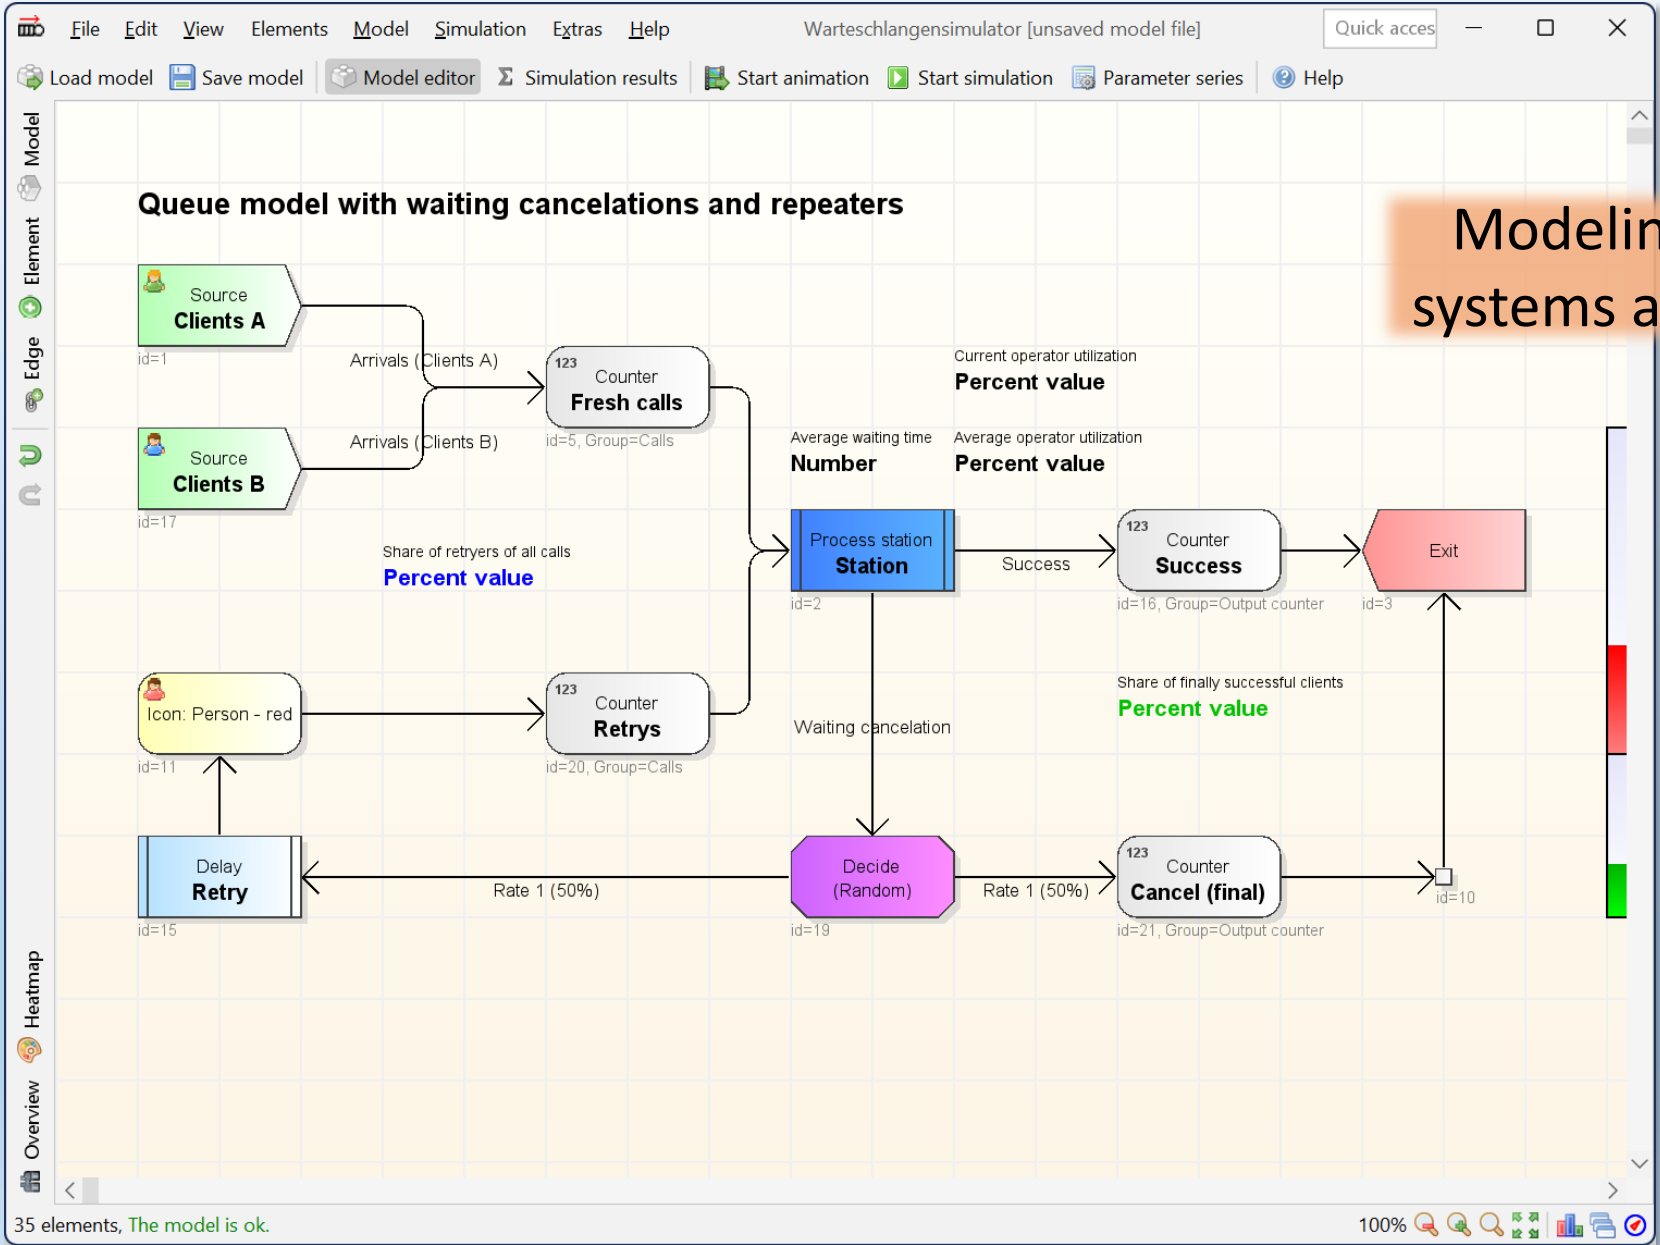 File Edit View Elements Model Simulation Extras Help Warteschlangensimulator [unsaved model file] Quick acces
Load model Save model Model editor Σ Simulation results Start animation Start simulation Parameter series Help
Model
Element
Edge
Heatmap
Overview
Queue model with waiting cancelations and repeaters
Modelin
systems a
Source
Clients A
id=1
Arrivals (Clients A)
123
Counter
Fresh calls
id=5, Group=Calls
Current operator utilization
Percent value
Source
Clients B
id=17
Arrivals (Clients B)
Average waiting time
Number
Average operator utilization
Percent value
Share of retryers of all calls
Percent value
Process station
Station
id=2
Success
123
Counter
Success
id=16, Group=Output counter
Exit
id=3
Icon: Person - red
id=11
123
Counter
Retrys
id=20, Group=Calls
Waiting cancelation
Share of finally successful clients
Percent value
Delay
Retry
id=15
Rate 1 (50%)
Decide
(Random)
id=19
Rate 1 (50%)
123
Counter
Cancel (final)
id=21, Group=Output counter
id=10
35 elements, The model is ok.
100%